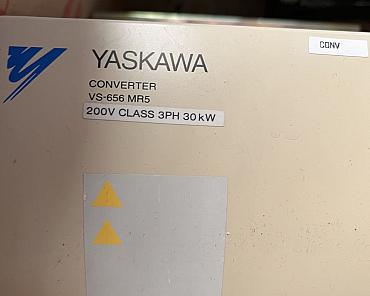 CONV
YASKAWA
CONVERTER
VS-656 MR5
200V CLASS 3PH 30kW